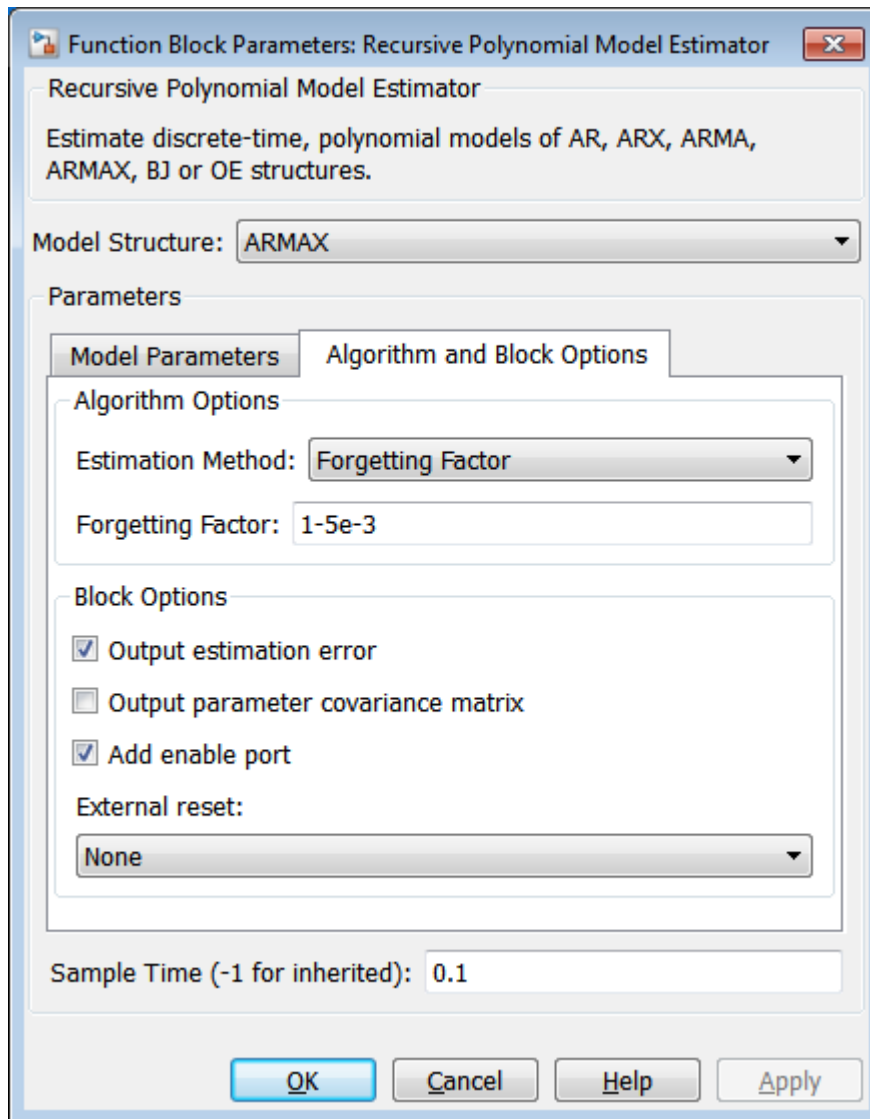 Function Block Parameters: Recursive Polynomial Model Estimator
Recursive Polynomial Model Estimator
Estimate discrete-time, polynomial models of AR, ARX, ARMA,
ARMAX, BJ or OE structures.
Model Structure: ARMAX
Parameters
Model Parameters Algorithm and Block Options
Algorithm Options
Estimation Method: Forgetting Factor
Forgetting Factor: 1-5e-3
Block Options
Output estimation error
Output parameter covariance matrix
Add enable port
External reset:
None
Sample Time (-1 for inherited): 0.1
OK Cancel Help Apply